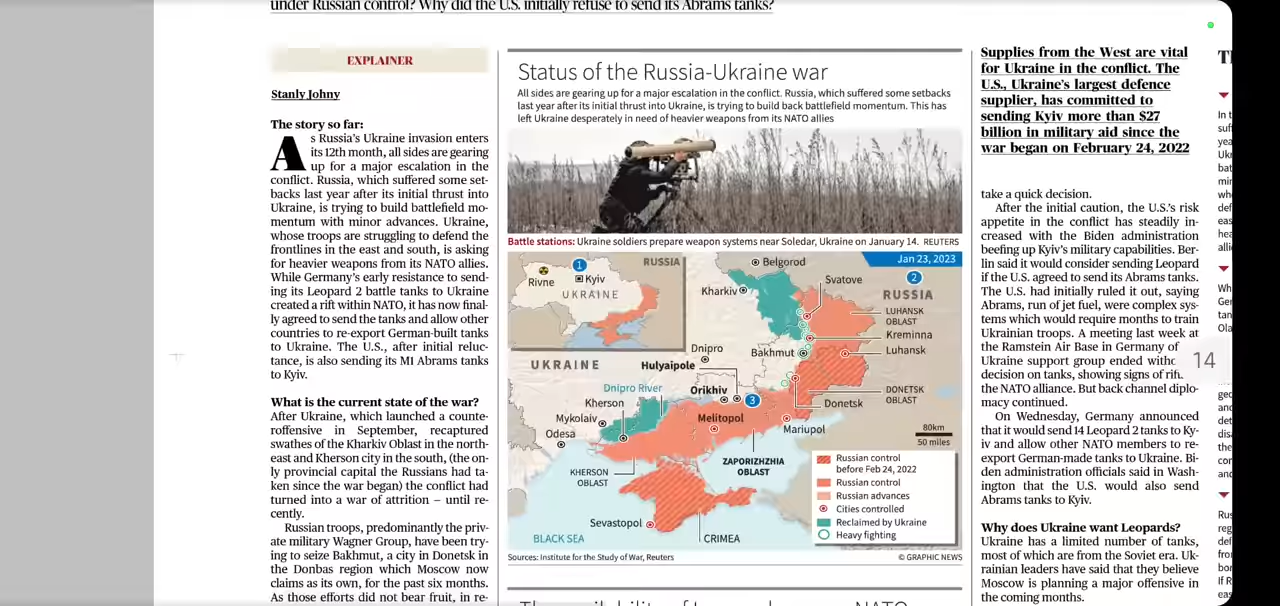 under Russian control? Why did the U.S. initially refuse to send its Abrams tanks?
EXPLAINER
Stanly Johny
The story so far:
As Russia's Ukraine invasion enters
its 12th month, all sides are gearing
up for a major escalation in the
conflict. Russia, which suffered some set-
backs last year after its initial thrust into
Ukraine, is trying to build battlefield mo-
mentum with minor advances. Ukraine,
whose troops are struggling to defend the
frontlines in the east and south, is asking
for heavier weapons from its NATO allies.
While Germany's early resistance to send-
ing its Leopard 2 battle tanks to Ukraine
created a rift within NATO, it has now final-
ly agreed to send the tanks and allow other
countries to re-export German-built tanks
to Ukraine. The U.S., after initial reluc-
tance, is also sending its M1 Abrams tanks
to Kyiv.
What is the current state of the war?
After Ukraine, which launched a counte-
roffensive in September, recaptured
swathes of the Kharkiv Oblast in the north-
east and Kherson city in the south, (the on-
ly provincial capital the Russians had ta-
ken since the war began) the conflict had
turned into a war of attrition – until re-
cently.
Russian troops, predominantly the priv-
ate military Wagner Group, have been try-
ing to seize Bakhmut, a city in Donetsk in
the Donbas region which Moscow now
claims as its own, for the past six months.
As those efforts did not bear fruit, in re-
Status of the Russia-Ukraine war
All sides are gearing up for a major escalation in the conflict. Russia, which suffered some setbacks
last year after its initial thrust into Ukraine, is trying to build back battlefield momentum. This has
left Ukraine desperately in need of heavier weapons from its NATO allies
Battle stations: Ukraine soldiers prepare weapon systems near Soledar, Ukraine on January 14. REUTERS
Jan 23, 2023
1
Rivne
Kyiv
UKRAINE
RUSSIA
Belgorod
Kharkiv
Svatove
2
RUSSIA
LUHANSK
OBLAST
Kreminna
Luhansk
Dnipro
Bakhmut
UKRAINE
Hulyaipole
Dnipro River
Orikhiv
3
DONETSK
OBLAST
Kherson
Donetsk
Mykolaiv
Melitopol
Mariupol
Odesa
80km
50 miles
ZAPORIZHZHIA
OBLAST
KHERSON
OBLAST
Sevastopol
BLACK SEA
CRIMEA
Russian control
before Feb 24, 2022
Russian control
Russian advances
Cities controlled
Reclaimed by Ukraine
Heavy fighting
Sources: Institute for the Study of War, Reuters
© GRAPHIC NEWS
Supplies from the West are vital
for Ukraine in the conflict. The
U.S., Ukraine's largest defence
supplier, has committed to
sending Kyiv more than $27
billion in military aid since the
war began on February 24, 2022
take a quick decision.
After the initial caution, the U.S.'s risk
appetite in the conflict has steadily in-
creased with the Biden administration
beefing up Kyiv's military capabilities. Ber-
lin said it would consider sending Leopard
if the U.S. agreed to send its Abrams tanks.
The U.S. had initially ruled it out, saying
Abrams, run of jet fuel, were complex sys-
tems which would require months to train
Ukrainian troops. A meeting last week at
the Ramstein Air Base in Germany of
Ukraine support group ended
decision on tanks, showing signs of
the NATO alliance. But back channel diplo-
macy continued.
On Wednesday, Germany announced
that it would send 14 Leopard 2 tanks to Ky-
iv and allow other NATO members to re-
export German-made tanks to Ukraine. Bi-
den administration officials said in Wash-
ington that the U.S. would also send
Abrams tanks to Kyiv.
Why does Ukraine want Leopards?
Ukraine has a limited number of tanks,
most of which are from the Soviet era. Uk-
rainian leaders have said that they believe
Moscow is planning a major offensive in
the coming months.
14